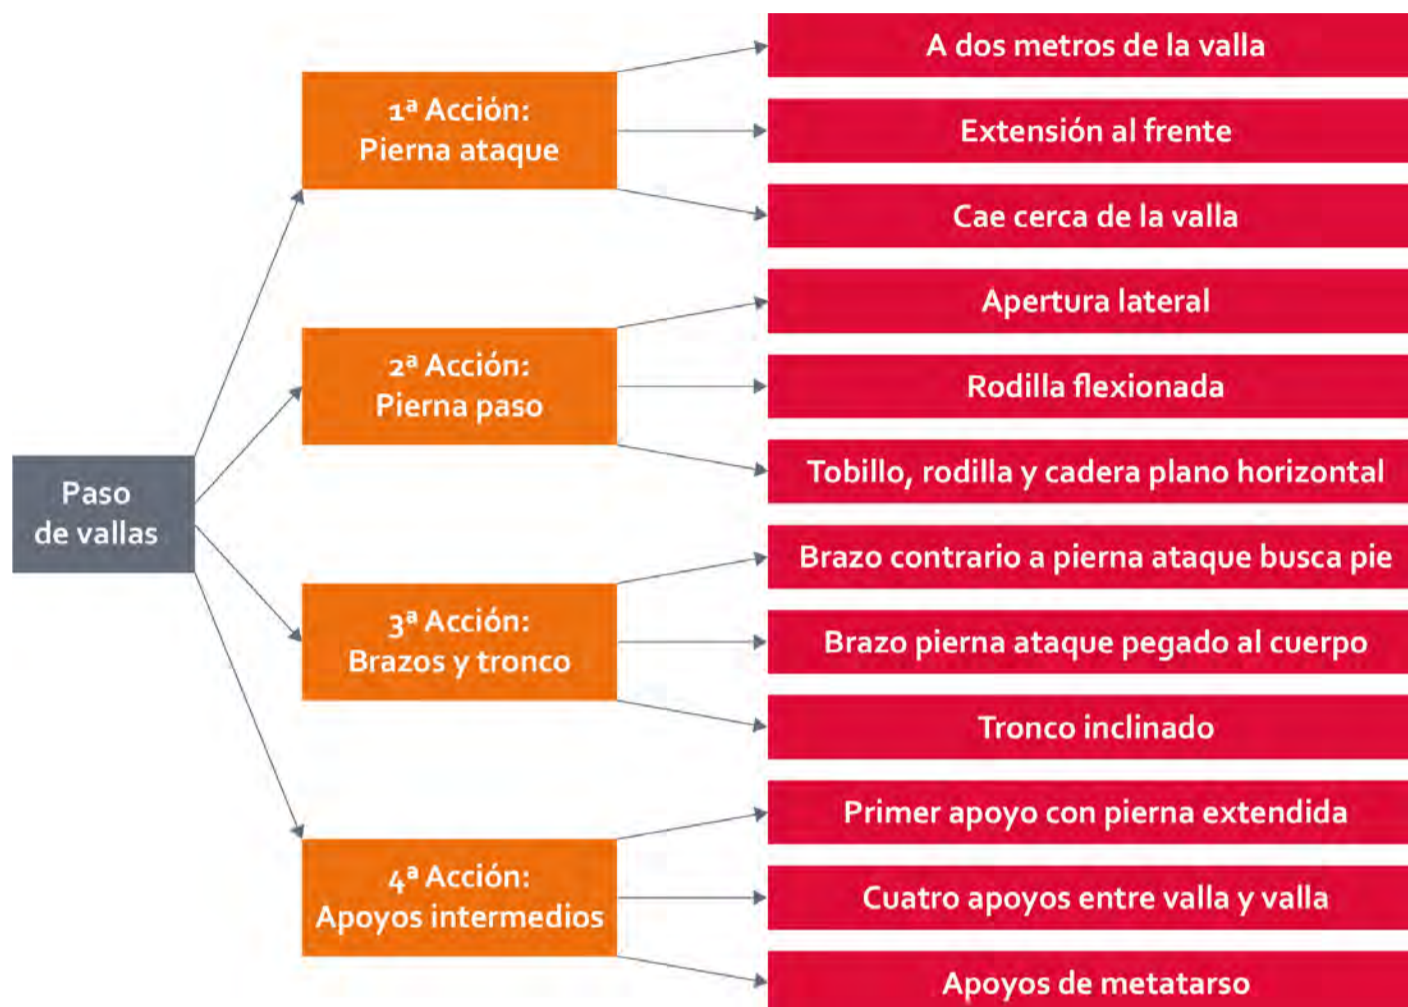 Paso
de vallas
1ª Acción:
Pierna ataque
A dos metros de la valla
Extensión al frente
Cae cerca de la valla
2ª Acción:
Pierna paso
Apertura lateral
Rodilla flexionada
Tobillo, rodilla y cadera plano horizontal
3ª Acción:
Brazos y tronco
Brazo contrario a pierna ataque busca pie
Brazo pierna ataque pegado al cuerpo
Tronco inclinado
4ª Acción:
Apoyos intermedios
Primer apoyo con pierna extendida
Cuatro apoyos entre valla y valla
Apoyos de metatarso